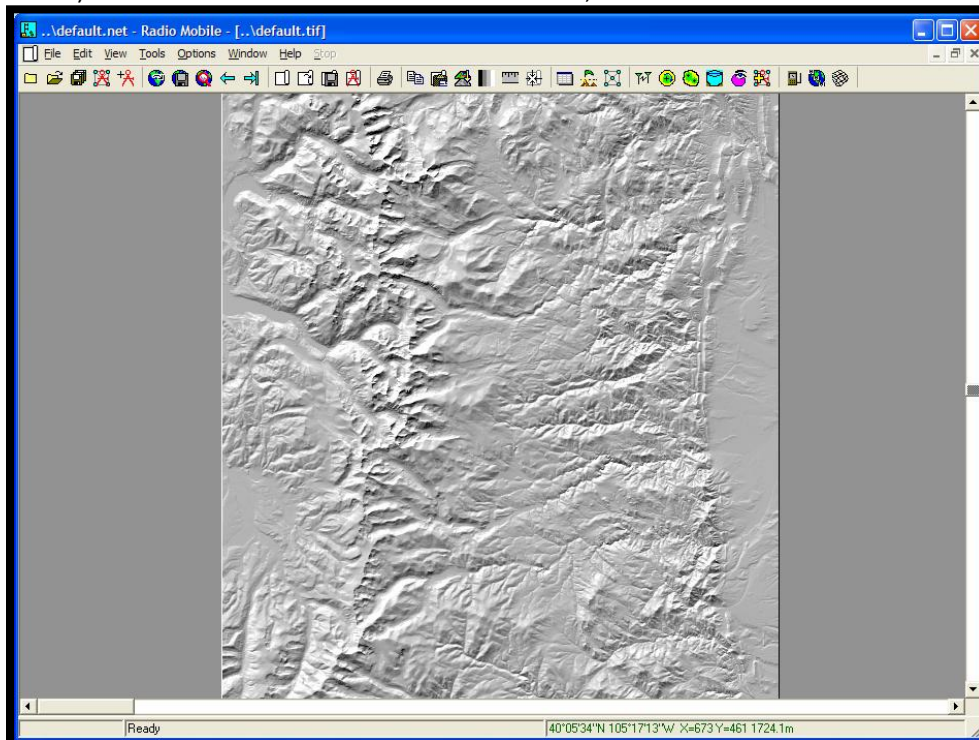 ..\default.net - Radio Mobile - [..\default.tif]
File Edit View Tools Options Window Help Stop
Ready
40°05'34"N 105°17'13"W X=673 Y=461 1724.1m